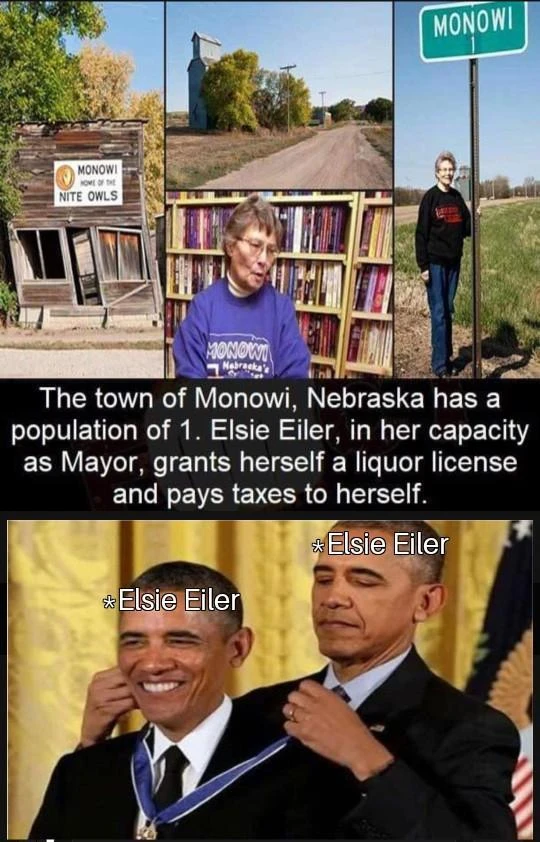 MONOWI
HOME OF THE
NITE OWLS
MONOWI
1
MONOWI
Nebraska's
The town of Monowi, Nebraska has a
population of 1. Elsie Eiler, in her capacity
as Mayor, grants herself a liquor license
and pays taxes to herself.
*Elsie Eiler
*Elsie Eiler